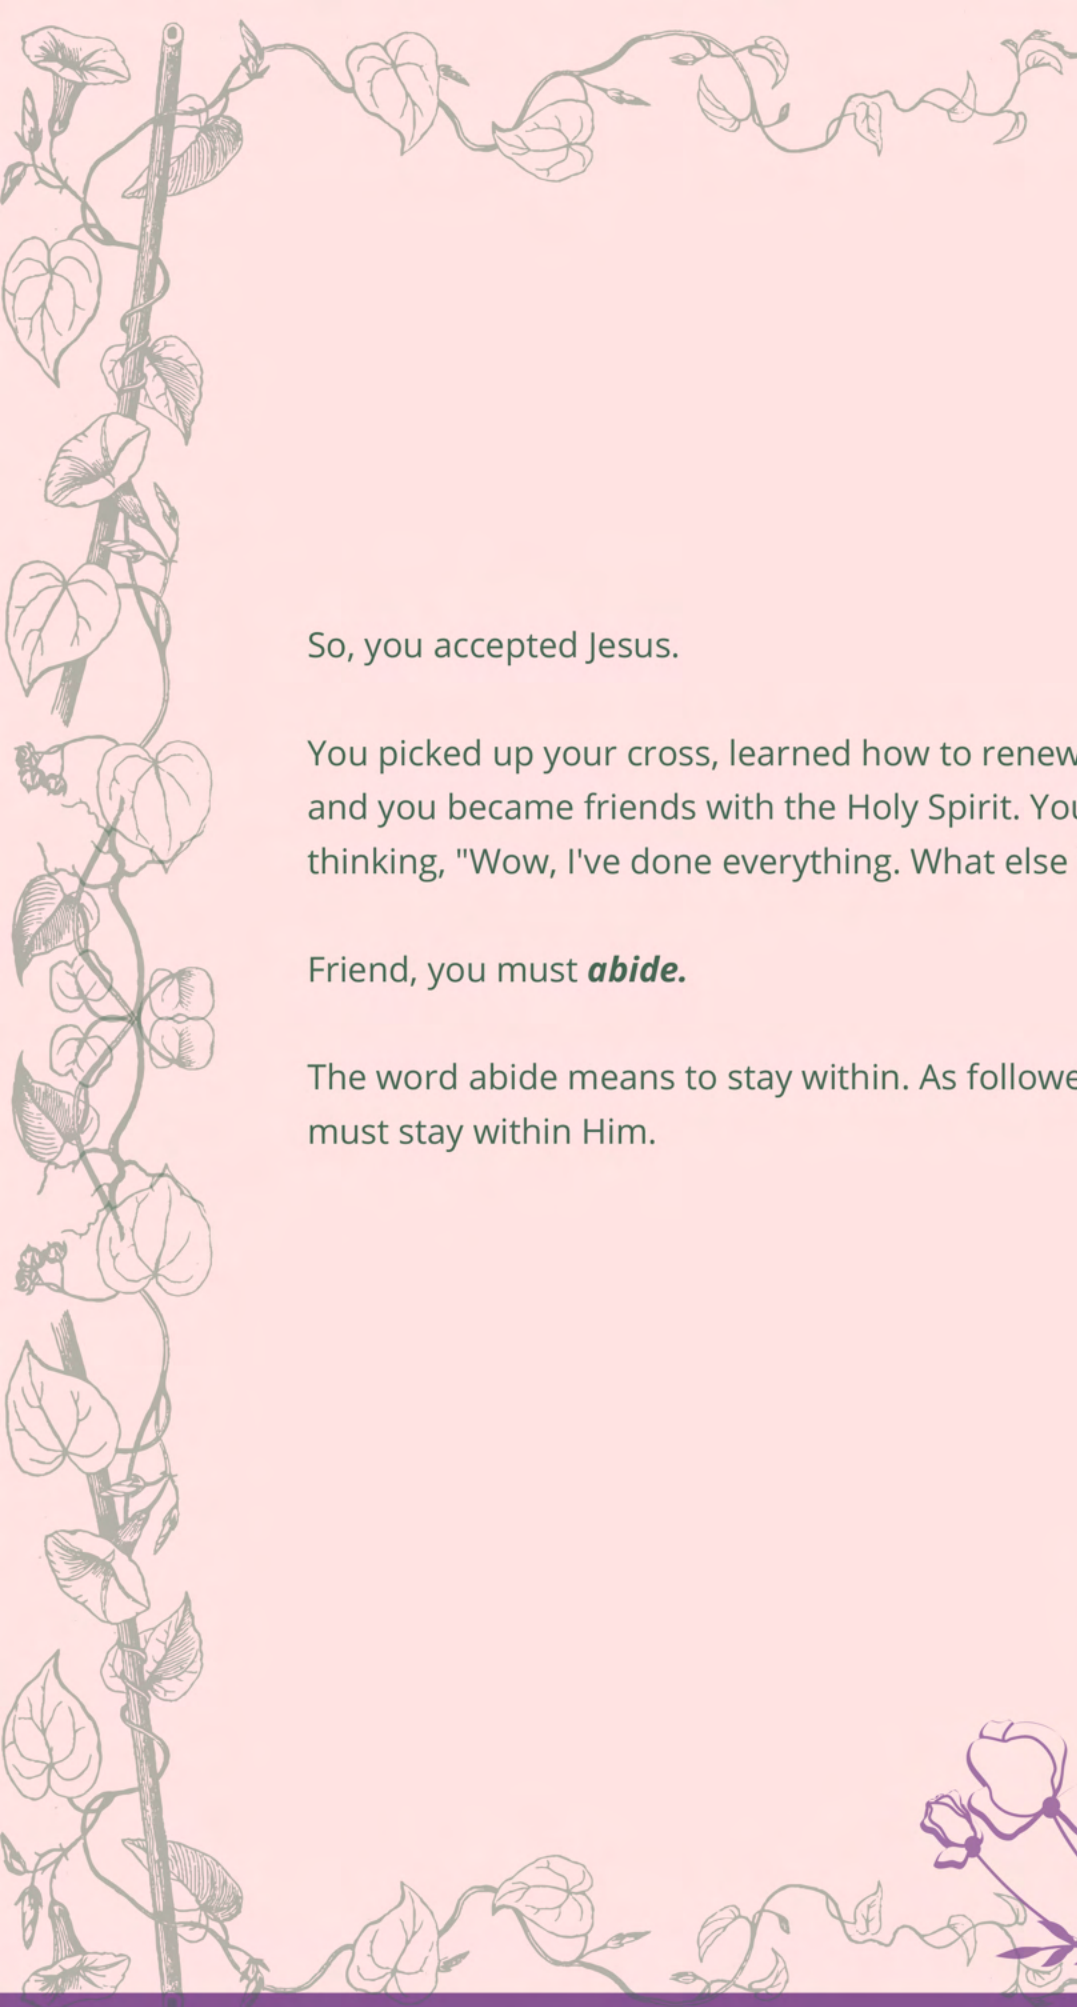 So, you accepted Jesus.
You picked up your cross, learned how to renew
and you became friends with the Holy Spirit. You
thinking, "Wow, I've done everything. What else
Friend, you must abide.
The word abide means to stay within. As followe
must stay within Him.